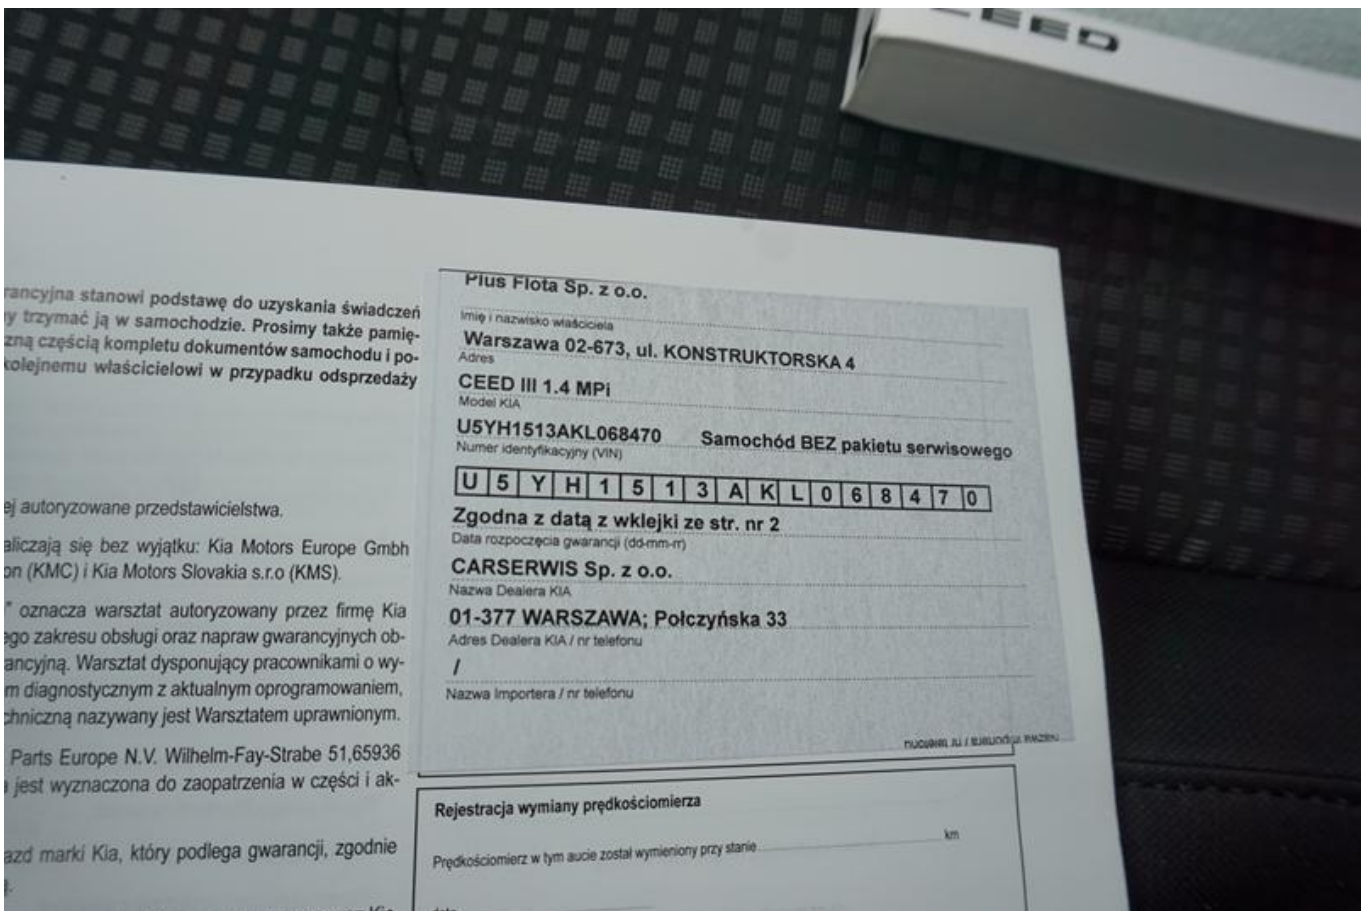 CEED
rancyjna stanowi podstawę do uzyskania świadczeń
y trzymać ją w samochodzie. Prosimy także pamię-
zną częścią kompletu dokumentów samochodu i po-
kolejnemu właścicielowi w przypadku odsprzedaży
ej autoryzowane przedstawicielstwa.
aliczają się bez wyjątku: Kia Motors Europe Gmbh
on (KMC) i Kia Motors Slovakia s.r.o (KMS).
" oznacza warsztat autoryzowany przez firmę Kia
ego zakresu obsługi oraz napraw gwarancyjnych ob-
ancyjną. Warsztat dysponujący pracownikami o wy-
m diagnostycznym z aktualnym oprogramowaniem,
chniczną nazywany jest Warsztatem uprawnionym.
Parts Europe N.V. Wilhelm-Fay-Strabe 51,65936
jest wyznaczona do zaopatrzenia w części i ak-
azd marki Kia, który podlega gwarancji, zgodnie
Plus Flota Sp. z o.o.
Imię i nazwisko właściciela
Warszawa 02-673, ul. KONSTRUKTORSKA 4
Adres
CEED III 1.4 MPi
Model KIA
U5YH1513AKL068470 Samochód BEZ pakietu serwisowego
Numer identyfikacyjny (VIN)
U 5 Y H 1 5 1 3 A K L 0 6 8 4 7 0
Zgodna z datą z wklejki ze str. nr 2
Data rozpoczęcia gwarancji (dd-mm-rr)
CARSERWIS Sp. z o.o.
Nazwa Dealera KIA
01-377 WARSZAWA; Połczyńska 33
Adres Dealera KIA / nr telefonu
/
Nazwa Importera / nr telefonu
Nazwa Importera / nr telefonu
Rejestracja wymiany prędkościomierza
Prędkościomierz w tym aucie został wymieniony przy stanie km